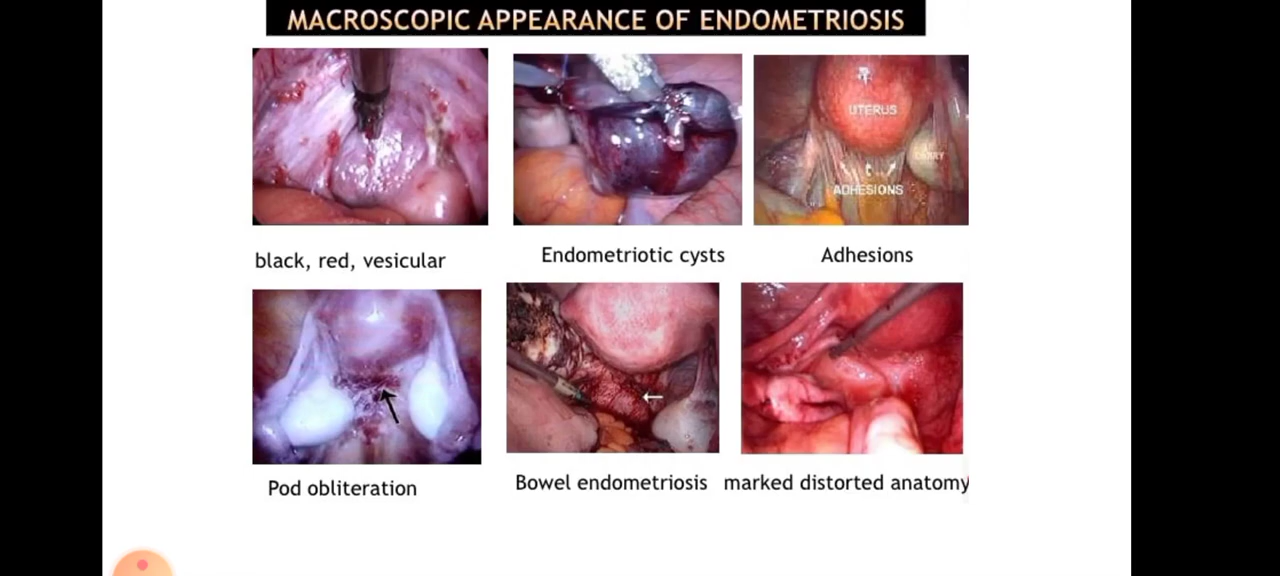 MACROSCOPIC APPEARANCE OF ENDOMETRIOSIS
UTERUS
OVARY
ADHESIONS
black, red, vesicular
Endometriotic cysts
Adhesions
Pod obliteration
Bowel endometriosis
marked distorted anatomy